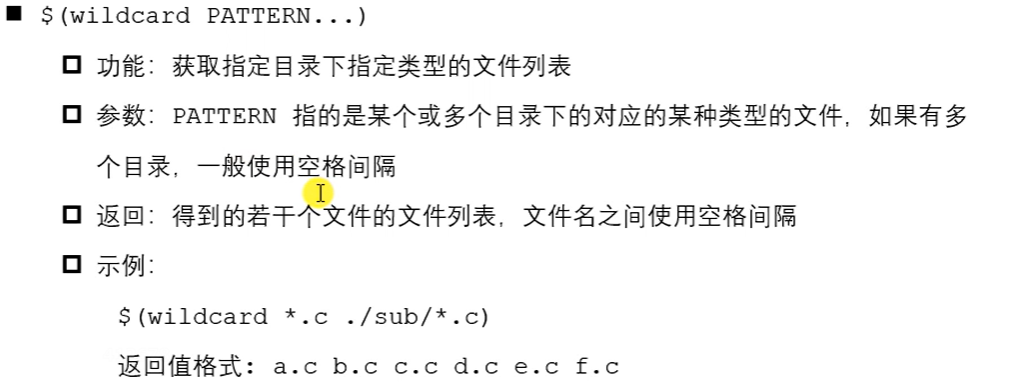 $(wildcard PATTERN...)
功能：获取指定目录下指定类型的文件列表
参数：PATTERN 指的是某个或多个目录下的对应的某种类型的文件，如果有多
个目录，一般使用空格间隔
返回：得到的若干个文件的文件列表，文件名之间使用空格间隔
示例：
$(wildcard *.c ./sub/*.c)
返回值格式: a.c b.c c.c d.c e.c f.c